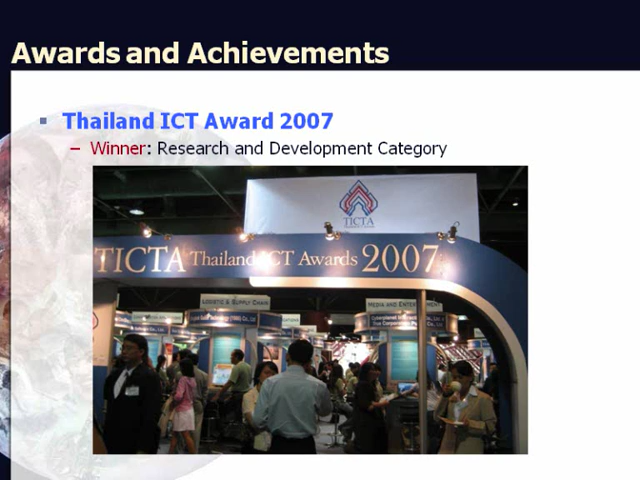 Awards and Achievements
Thailand ICT Award 2007
– Winner: Research and Development Category
TICTA
TICTA Thailand ICT Awards 2007
LOGISTIC & SUPPLY CHAIN
MEDIA AND ENTERTAINMENT